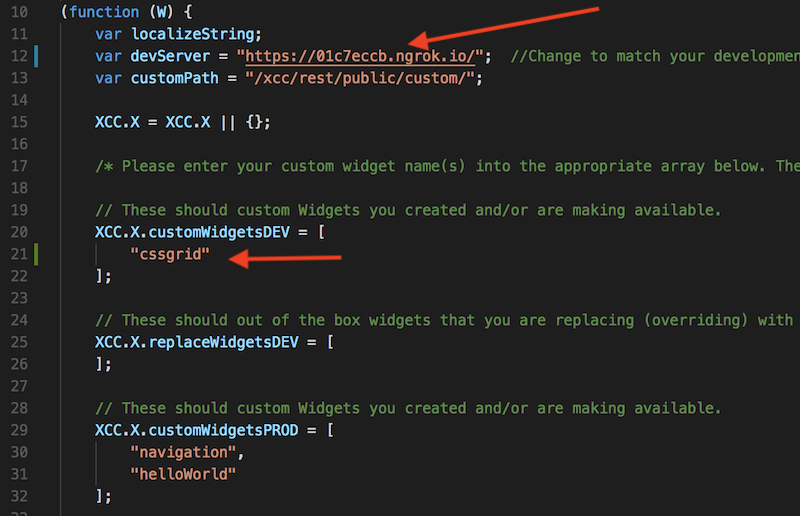 10 (function (W) {
11 var localizeString;
12 var devServer = "https://01c7eccb.ngrok.io/";  //Change to match your developmen
13 var customPath = "/xcc/rest/public/custom/";
14
15 XCC.X = XCC.X || {};
16
17 /* Please enter your custom widget name(s) into the appropriate array below. The
18
19 // These should custom Widgets you created and/or are making available.
20 XCC.X.customWidgetsDEV = [
21 "cssgrid"
22 ];
23
24 // These should out of the box widgets that you are replacing (overriding) with
25 XCC.X.replaceWidgetsDEV = [
26 ];
27
28 // These should custom Widgets you created and/or are making available.
29 XCC.X.customWidgetsPROD = [
30 "navigation",
31 "helloWorld"
32 ];